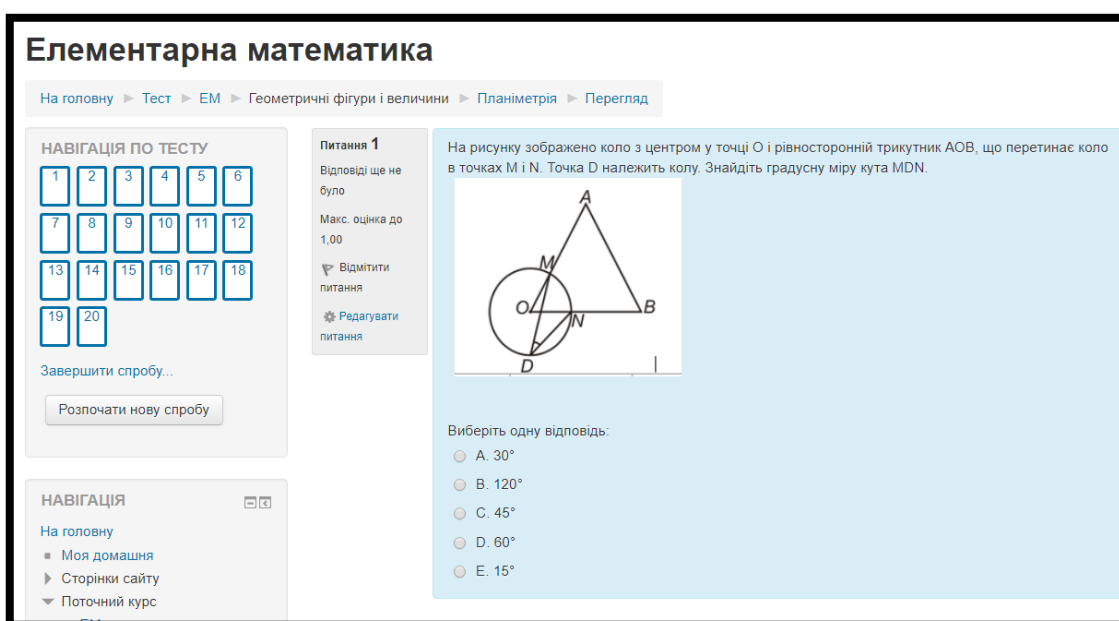 Елементарна математика
На головну ► Тест ► ЕМ ► Геометричні фігури і величини ► Планіметрія ► Перегляд
НАВІГАЦІЯ ПО ТЕСТУ
1 2 3 4 5 6
7 8 9 10 11 12
13 14 15 16 17 18
19 20
Завершити спробу...
Розпочати нову спробу
НАВІГАЦІЯ
На головну
Моя домашня
Сторінки сайту
Поточний курс
Питання 1
Відповіді ще не
було
Макс. оцінка до
1,00
Відмітити
питання
Редагувати
питання
На рисунку зображено коло з центром у точці О і рівносторонній трикутник АОВ, що перетинає коло
в точках М і N. Точка D належить колу. Знайдіть градусну міру кута MDN.
A
M
O
B
N
D
Виберіть одну відповідь:
A. 30°
B. 120°
C. 45°
D. 60°
E. 15°